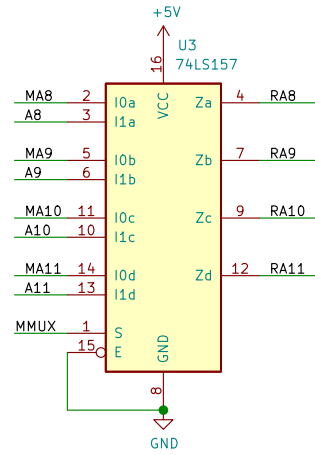 +5V
U3
74LS157
16
VCC
MA8 2 I0a Za 4 RA8
A8 3 I1a
MA9 5 I0b Zb 7 RA9
A9 6 I1b
MA10 11 I0c Zc 9 RA10
A10 10 I1c
MA11 14 I0d Zd 12 RA11
A11 13 I1d
MMUX 1 S
15 E
GND
8
GND